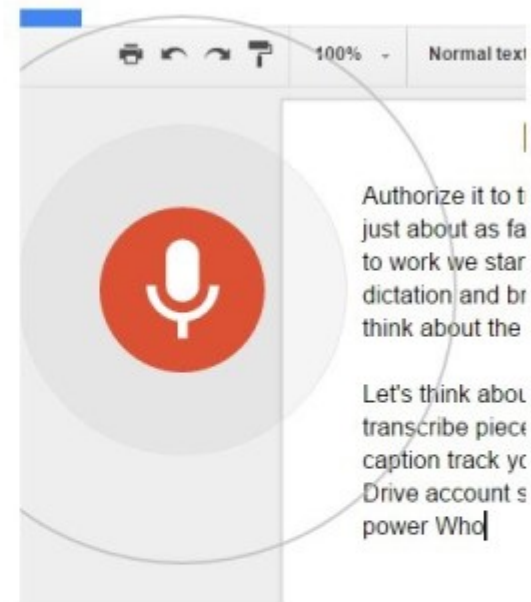 100% Normal text
Authorize it to t
just about as fa
to work we star
dictation and br
think about the
Let's think abou
transcribe piece
caption track yo
Drive account s
power Who